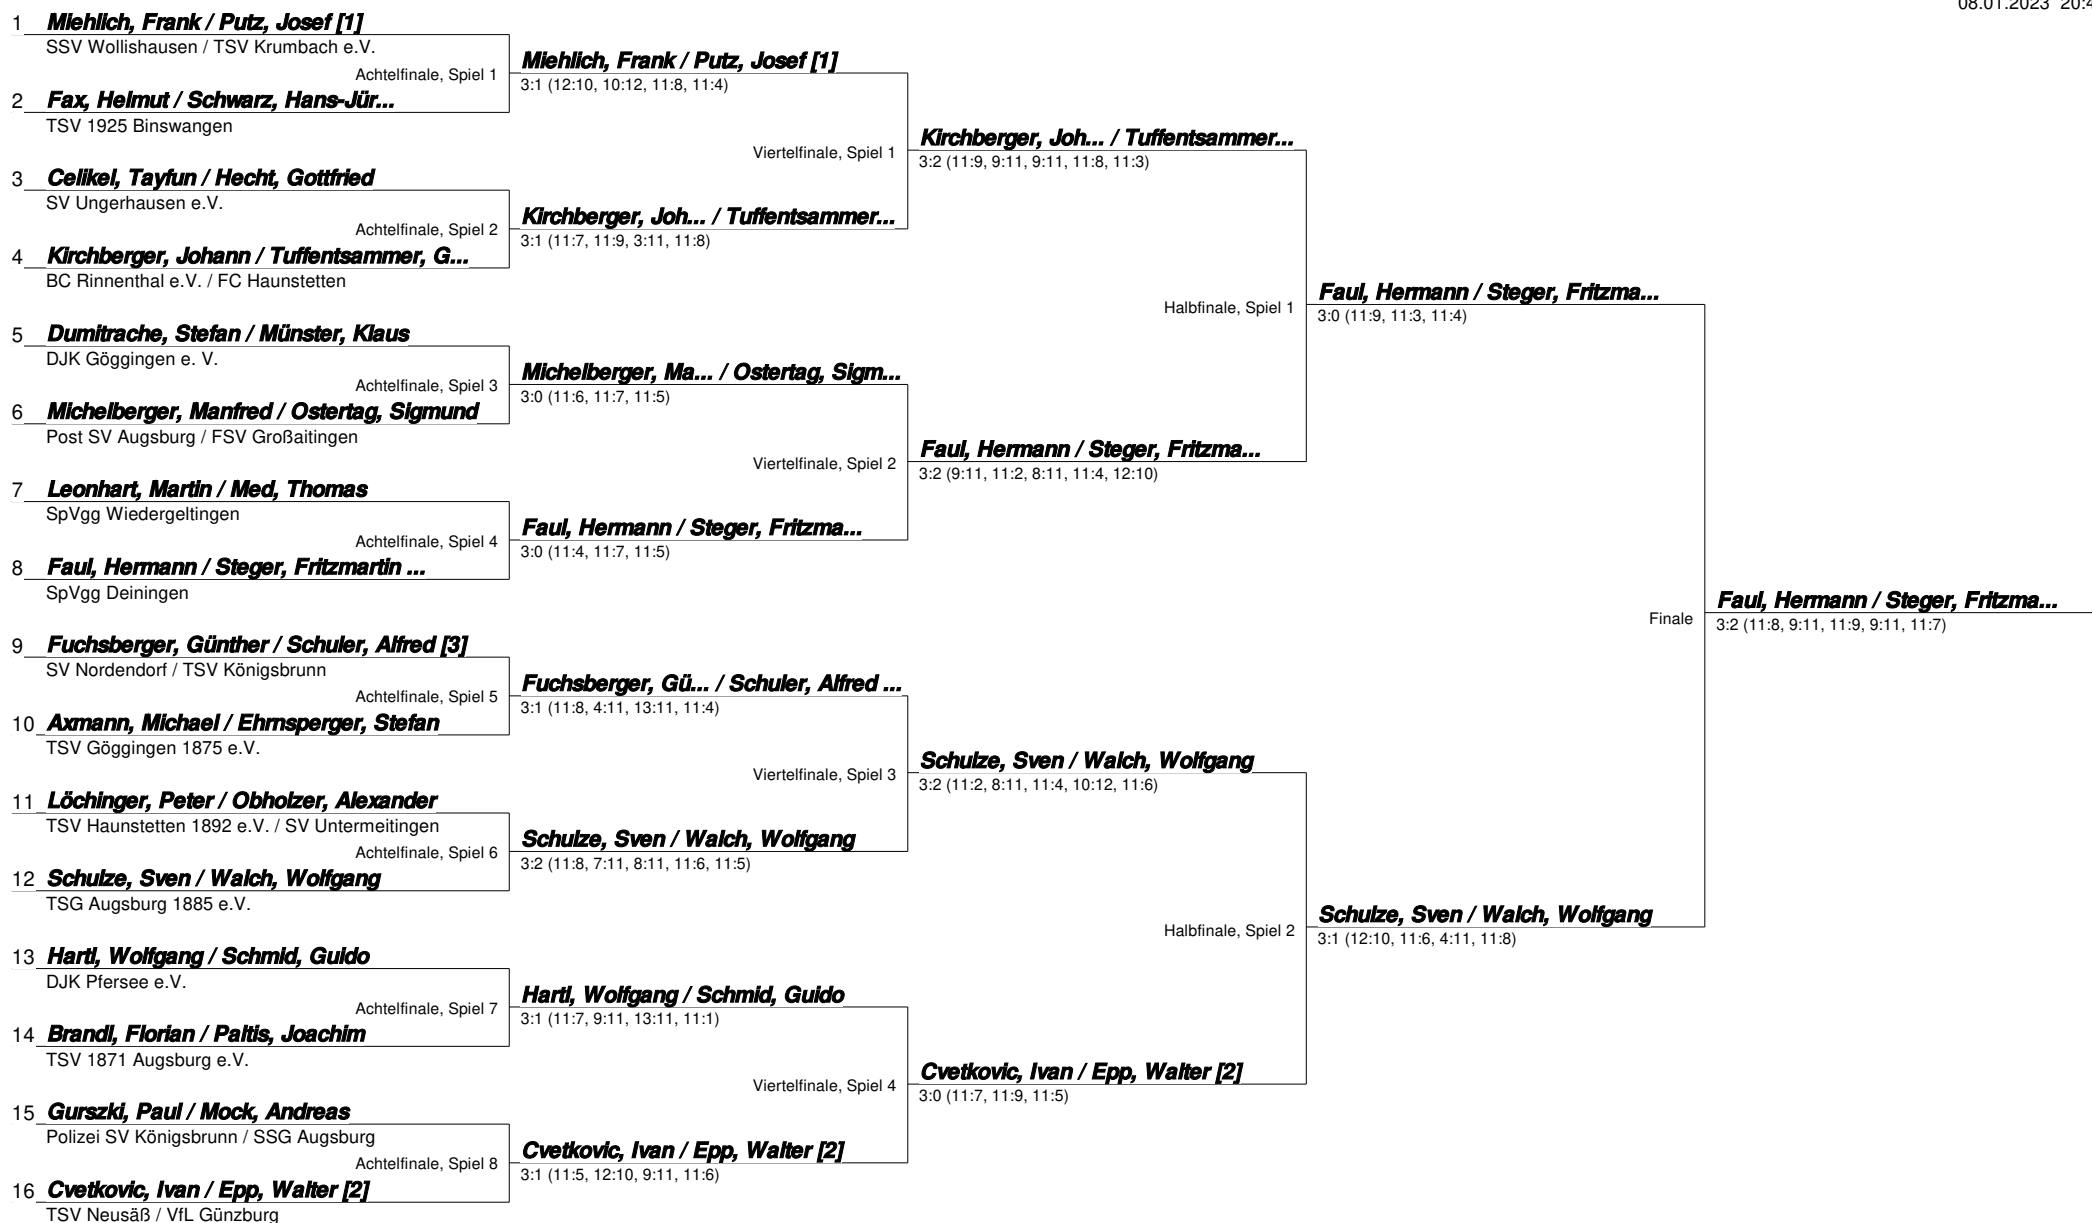 08.01.2023 20:4
1 Miehlich, Frank / Putz, Josef [1]
SSV Wollishausen / TSV Krumbach e.V.
Achtelfinale, Spiel 1
Miehlich, Frank / Putz, Josef [1]
3:1 (12:10, 10:12, 11:8, 11:4)
2 Fax, Helmut / Schwarz, Hans-Jür...
TSV 1925 Binswangen
Viertelfinale, Spiel 1
Kirchberger, Joh... / Tuffentsammer...
3:2 (11:9, 9:11, 9:11, 11:8, 11:3)
3 Celikel, Tayfun / Hecht, Gottfried
SV Ungerhausen e.V.
Achtelfinale, Spiel 2
Kirchberger, Joh... / Tuffentsammer...
3:1 (11:7, 11:9, 3:11, 11:8)
4 Kirchberger, Johann / Tuffentsammer, G...
BC Rinnenthal e.V. / FC Haunstetten
Halbfinale, Spiel 1
Faul, Hermann / Steger, Fritzma...
3:0 (11:9, 11:3, 11:4)
5 Dumitrache, Stefan / Münster, Klaus
DJK Göggingen e. V.
Achtelfinale, Spiel 3
Michelberger, Ma... / Ostertag, Sigm...
3:0 (11:6, 11:7, 11:5)
6 Michelberger, Manfred / Ostertag, Sigmund
Post SV Augsburg / FSV Großaitingen
Viertelfinale, Spiel 2
Faul, Hermann / Steger, Fritzma...
3:2 (9:11, 11:2, 8:11, 11:4, 12:10)
7 Leonhart, Martin / Med, Thomas
SpVgg Wiedergeltingen
Achtelfinale, Spiel 4
Faul, Hermann / Steger, Fritzma...
3:0 (11:4, 11:7, 11:5)
8 Faul, Hermann / Steger, Fritzmartin ...
SpVgg Deiningen
Finale
Faul, Hermann / Steger, Fritzma...
3:2 (11:8, 9:11, 11:9, 9:11, 11:7)
9 Fuchsberger, Günther / Schuler, Alfred [3]
SV Nordendorf / TSV Königsbrunn
Achtelfinale, Spiel 5
Fuchsberger, Gü... / Schuler, Alfred ...
3:1 (11:8, 4:11, 13:11, 11:4)
10 Axmann, Michael / Ehrnsperger, Stefan
TSV Göggingen 1875 e.V.
Viertelfinale, Spiel 3
Schulze, Sven / Walch, Wolfgang
3:2 (11:2, 8:11, 11:4, 10:12, 11:6)
11 Löchinger, Peter / Obholzer, Alexander
TSV Haunstetten 1892 e.V. / SV Untermeitingen
Achtelfinale, Spiel 6
Schulze, Sven / Walch, Wolfgang
3:2 (11:8, 7:11, 8:11, 11:6, 11:5)
12 Schulze, Sven / Walch, Wolfgang
TSG Augsburg 1885 e.V.
Halbfinale, Spiel 2
Schulze, Sven / Walch, Wolfgang
3:1 (12:10, 11:6, 4:11, 11:8)
13 Hartl, Wolfgang / Schmid, Guido
DJK Pfersee e.V.
Achtelfinale, Spiel 7
Hartl, Wolfgang / Schmid, Guido
3:1 (11:7, 9:11, 13:11, 11:1)
14 Brandl, Florian / Paltis, Joachim
TSV 1871 Augsburg e.V.
Viertelfinale, Spiel 4
Cvetkovic, Ivan / Epp, Walter [2]
3:0 (11:7, 11:9, 11:5)
15 Gurszki, Paul / Mock, Andreas
Polizei SV Königsbrunn / SSG Augsburg
Achtelfinale, Spiel 8
Cvetkovic, Ivan / Epp, Walter [2]
3:1 (11:5, 12:10, 9:11, 11:6)
16 Cvetkovic, Ivan / Epp, Walter [2]
TSV Neusäß / VfL Günzburg